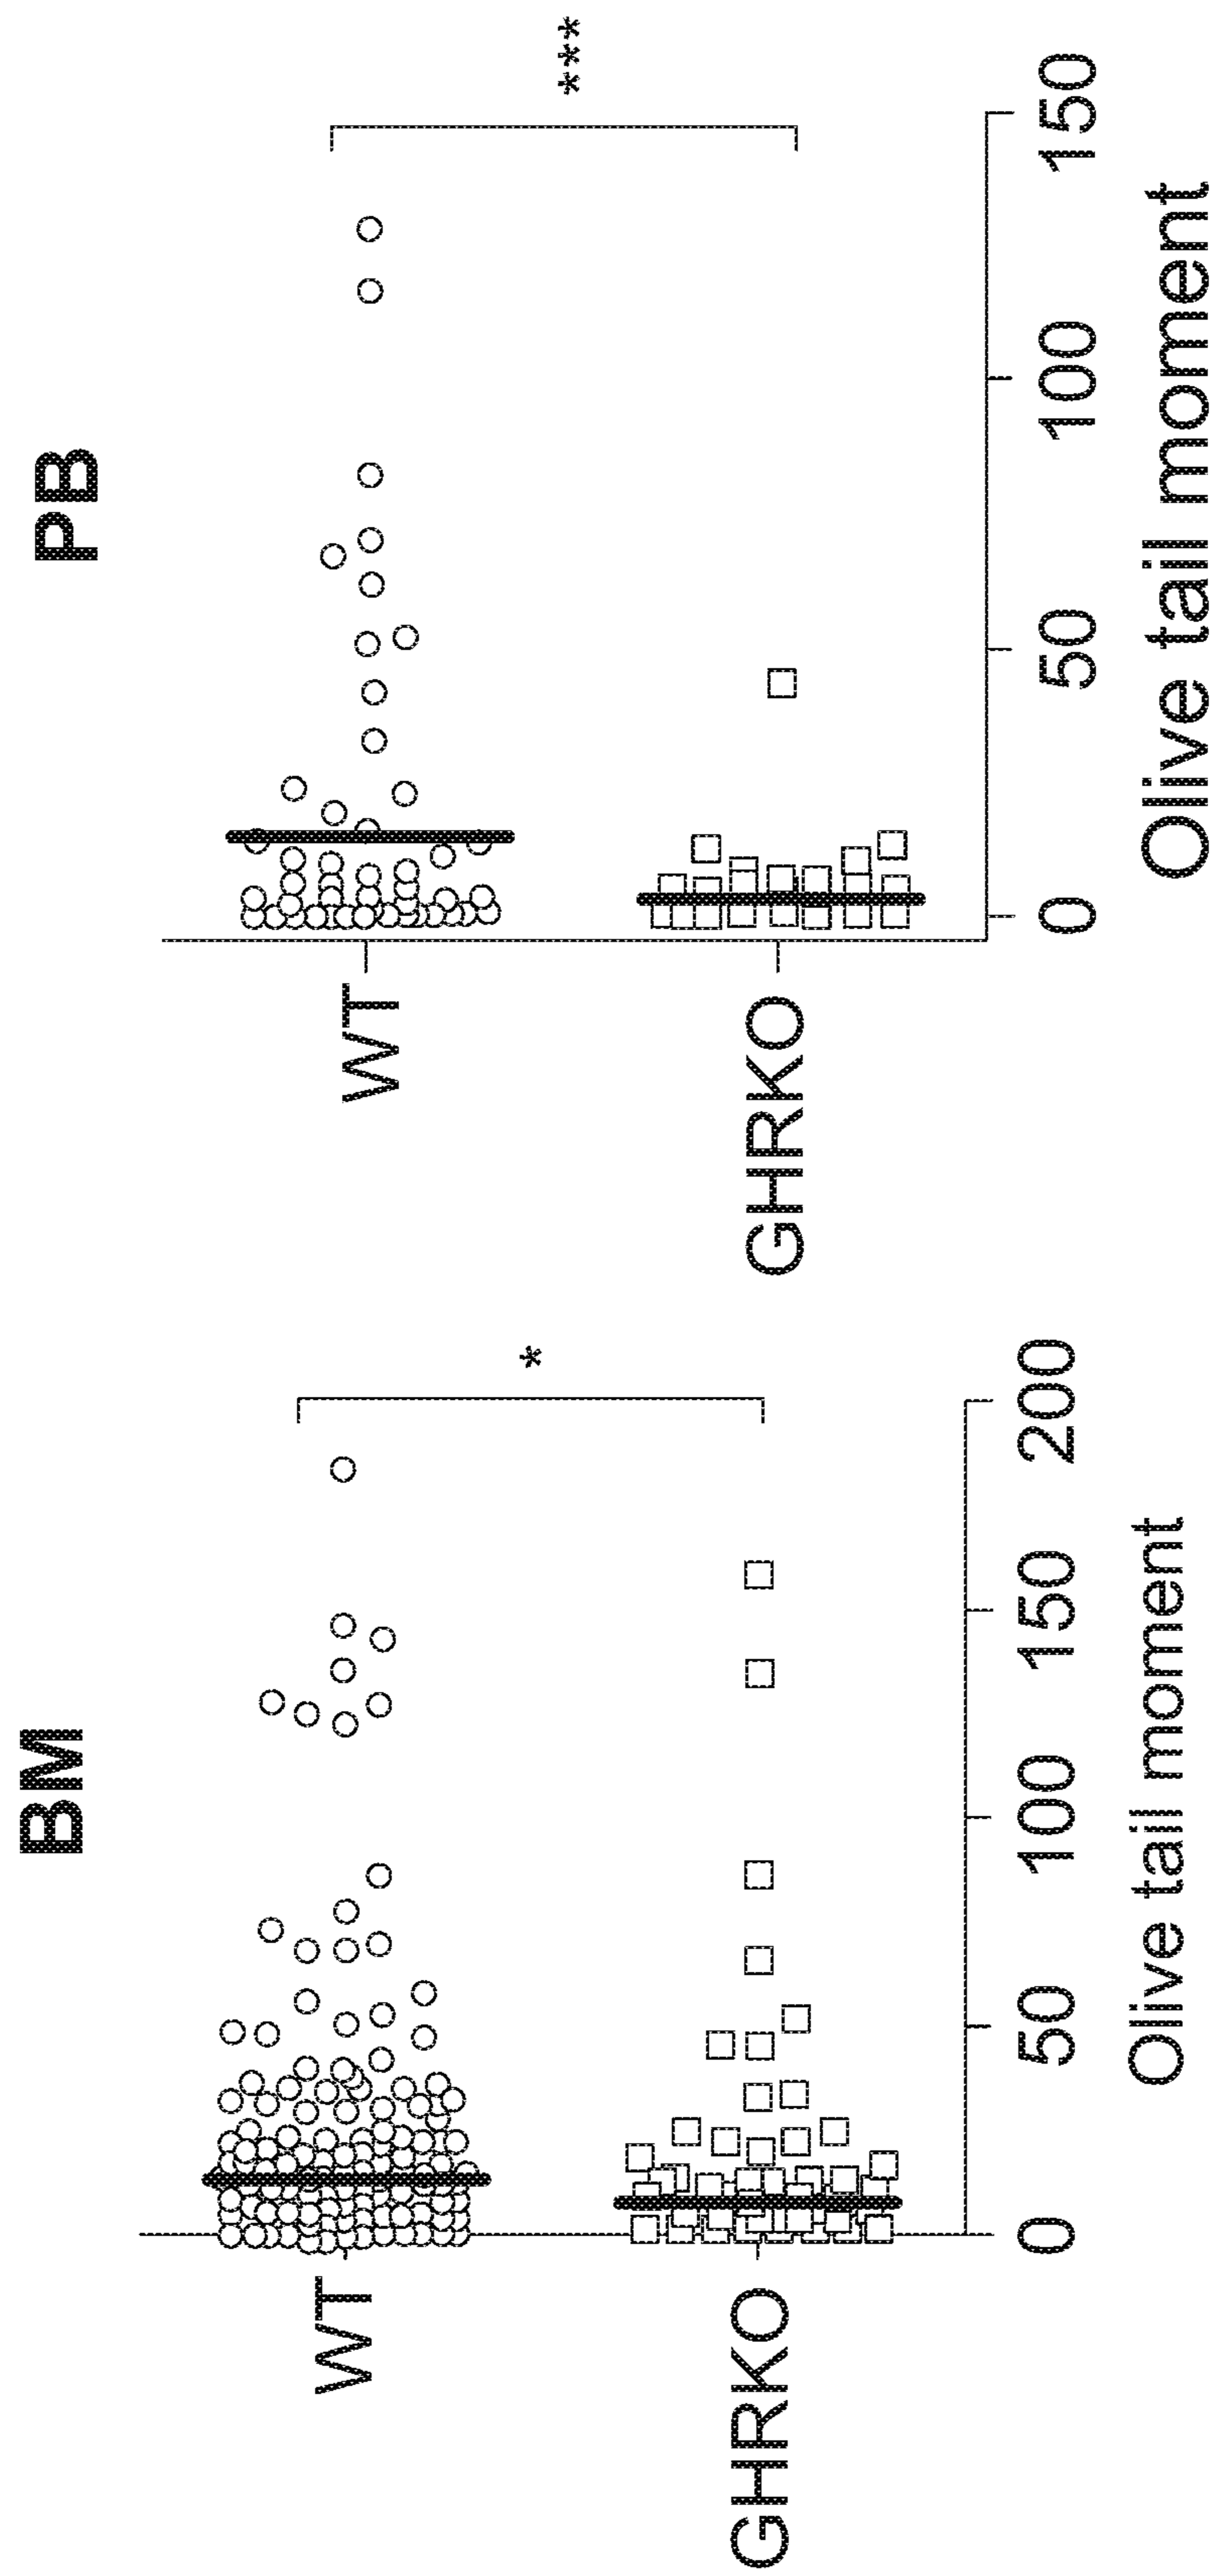 BM
*
WT
GHRKO
0
50
100
150
200
Olive tail moment
PB
***
WT
GHRKO
0
50
100
150
Olive tail moment